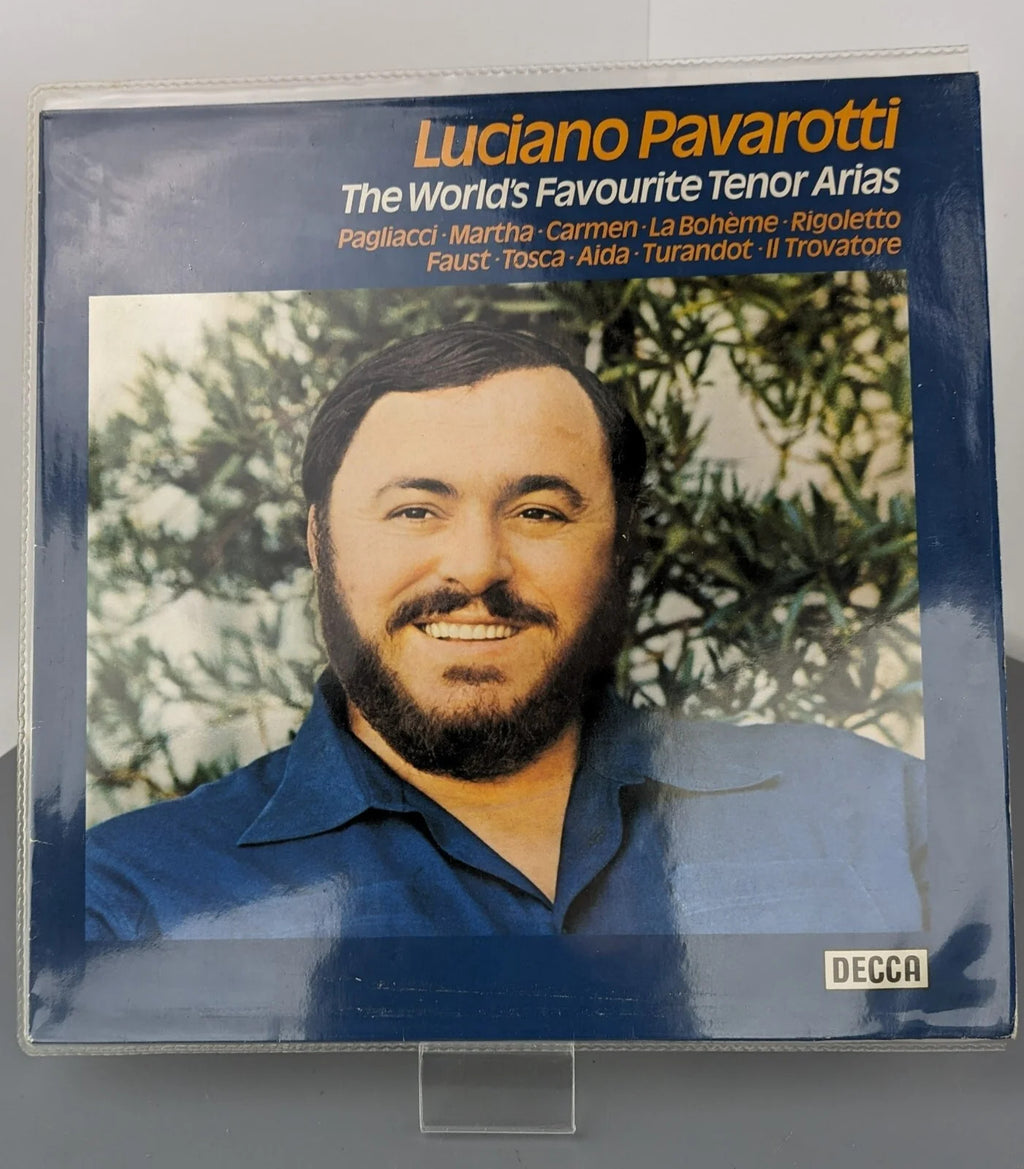 Luciano Pavarotti
The World's Favourite Tenor Arias
Pagliacci · Martha · Carmen · La Bohème · Rigoletto
Faust · Tosca · Aida · Turandot · Il Trovatore
DECCA